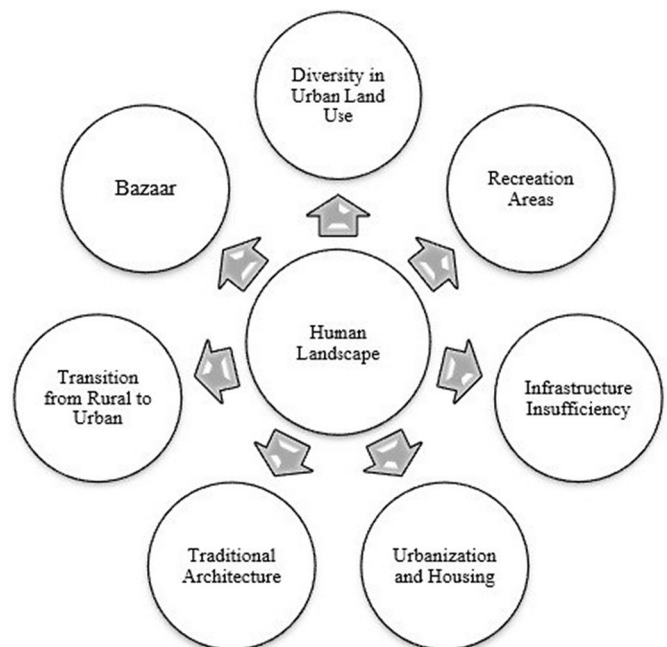 Diversity in
Urban Land
Use
Recreation
Areas
Infrastructure
Insufficiency
Urbanization
and Housing
Traditional
Architecture
Transition
from Rural to
Urban
Bazaar
Human
Landscape